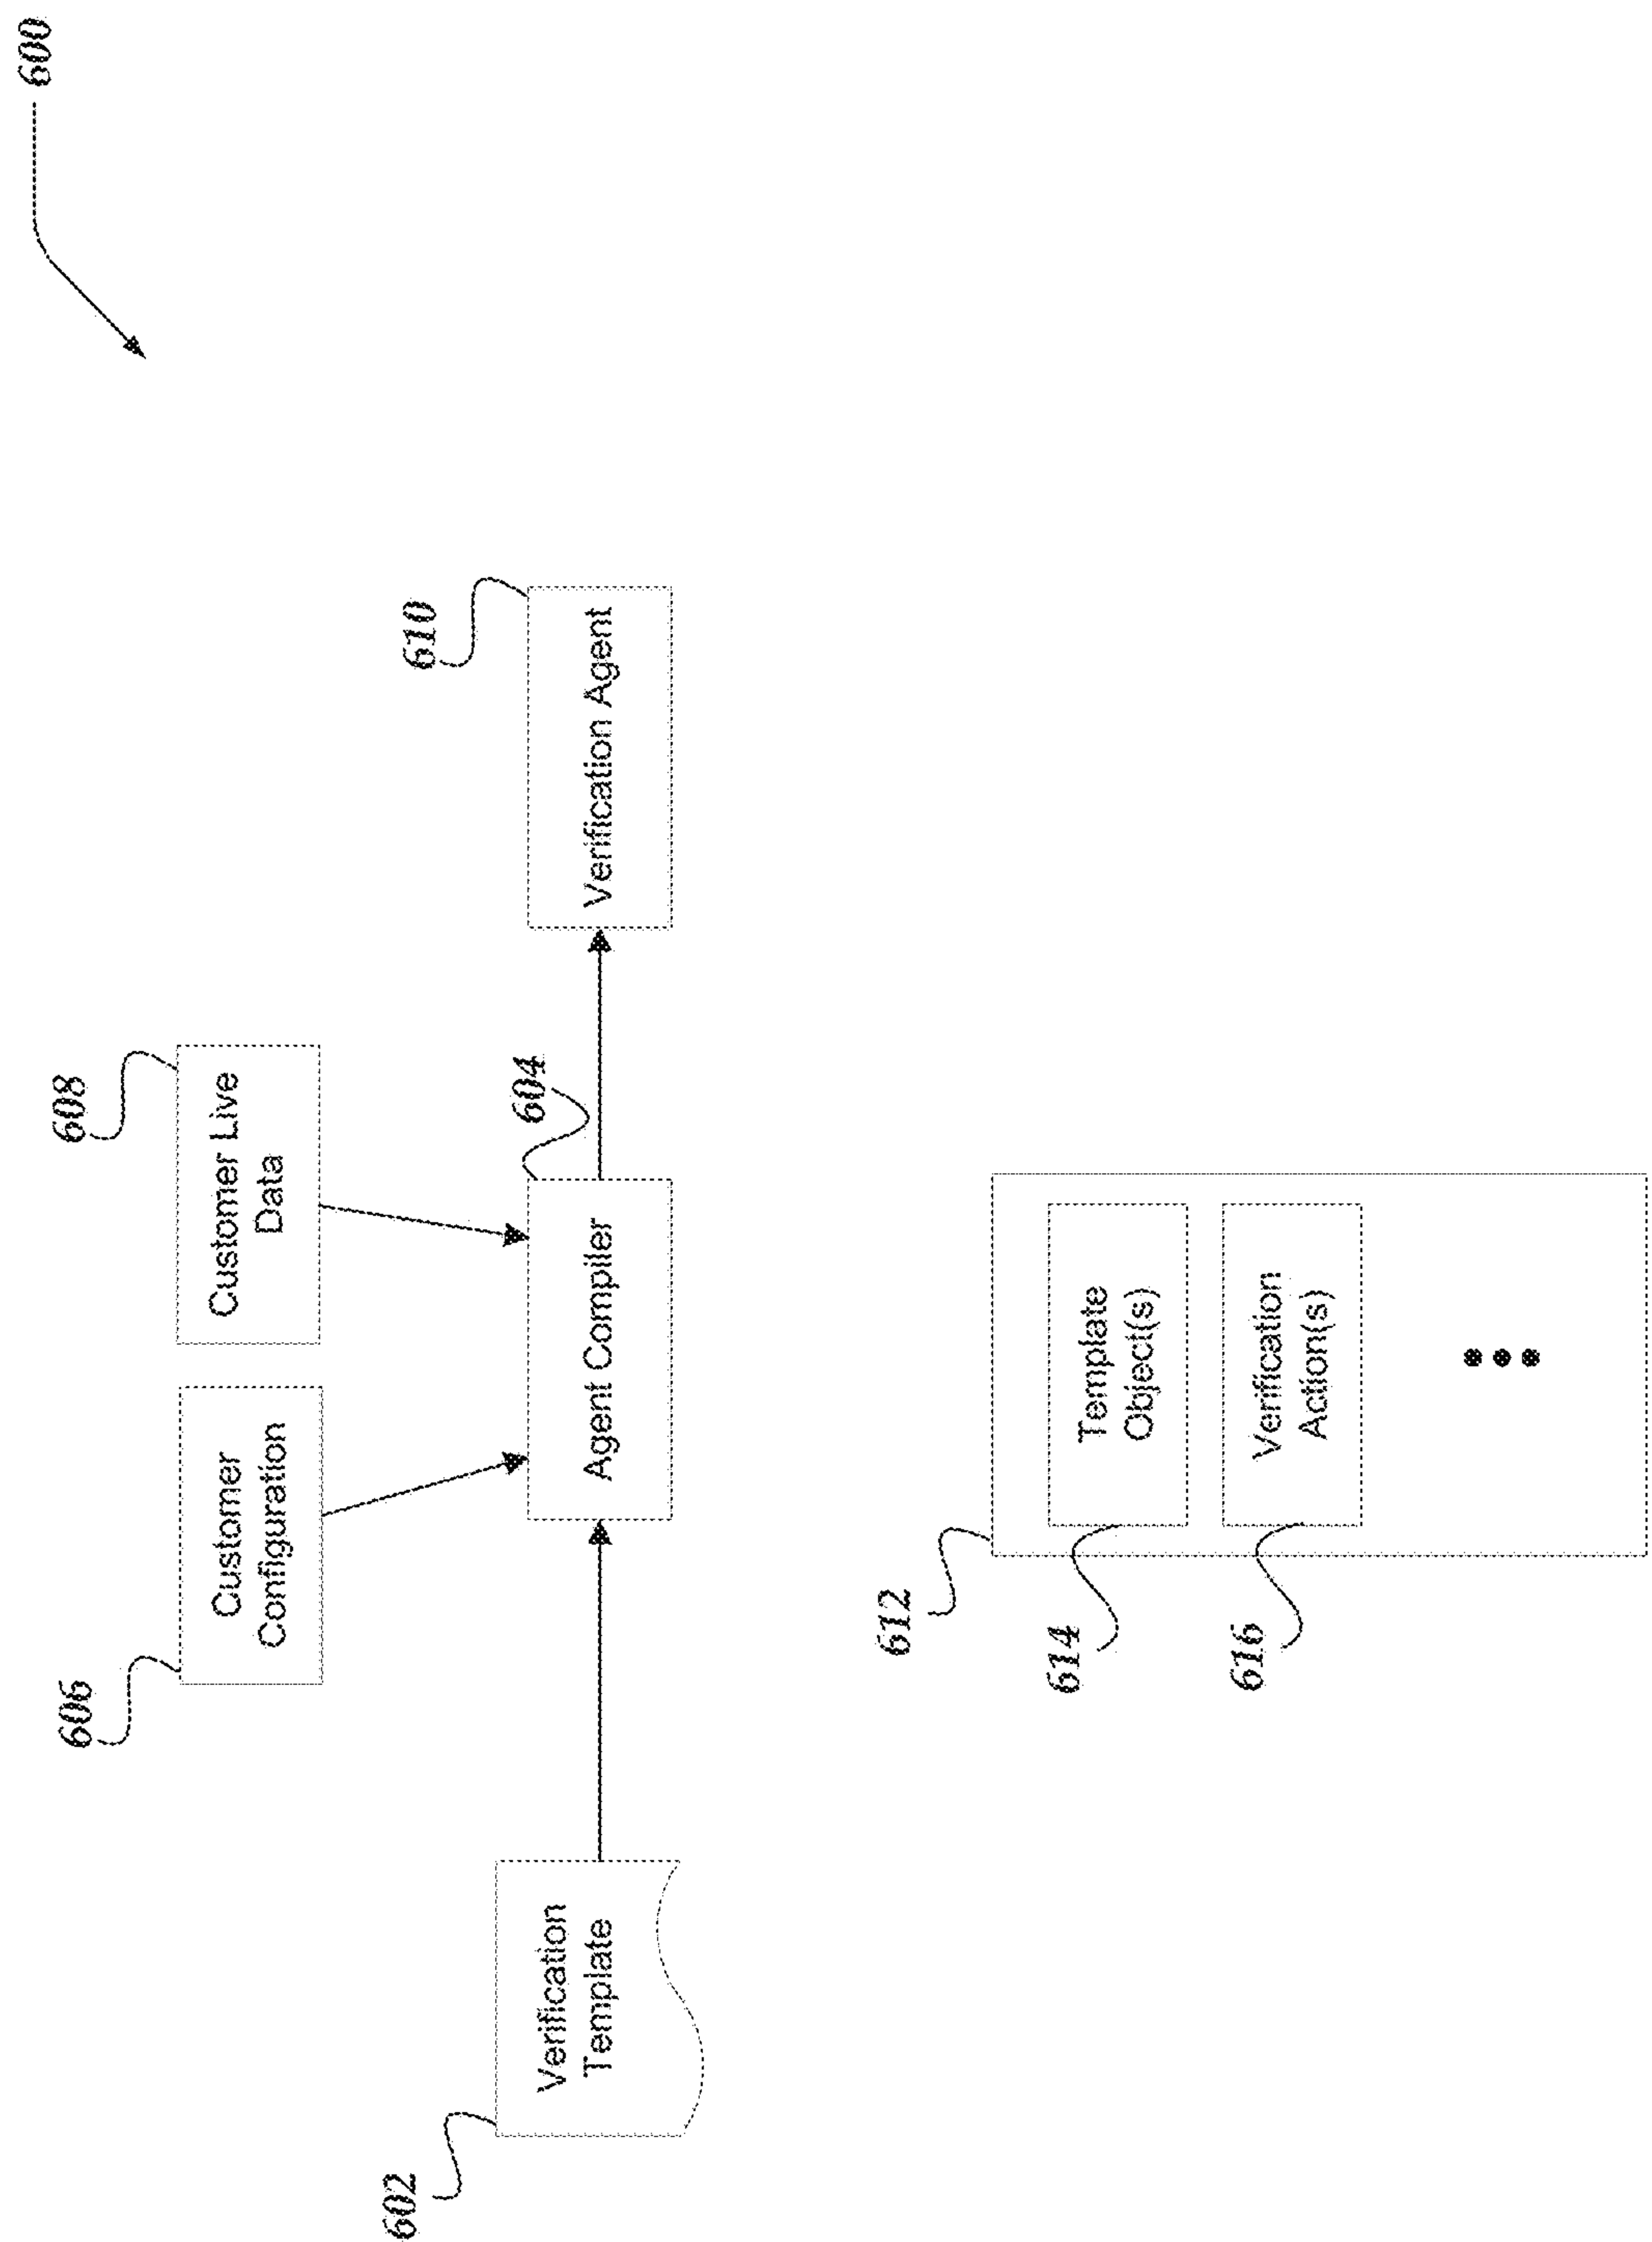 600
606
Customer
Configuration
608
Customer Live
Data
602
Verification
Template
604
Agent Compiler
610
Verification Agent
612
614
Template
Object(s)
616
Verification
Action(s)